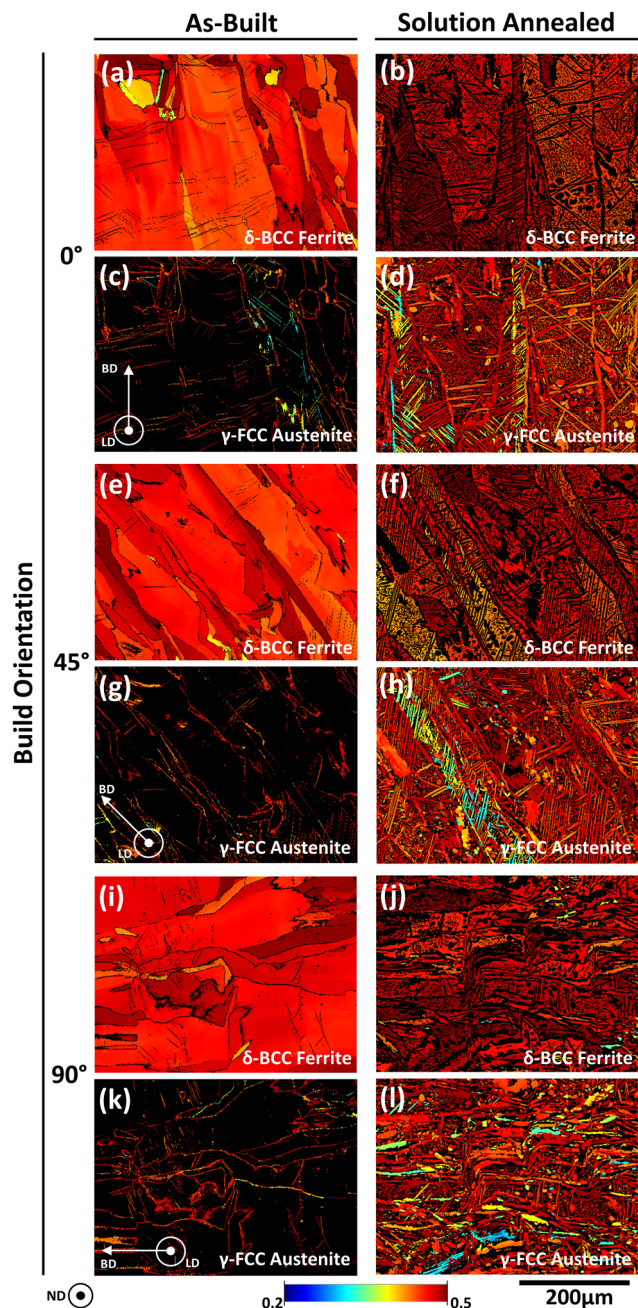 As-Built
Solution Annealed
Build Orientation
0°
(a)
δ-BCC Ferrite
(b)
δ-BCC Ferrite
(c)
BD
LD
γ-FCC Austenite
(d)
γ-FCC Austenite
45°
(e)
δ-BCC Ferrite
(f)
δ-BCC Ferrite
(g)
BD
LD
γ-FCC Austenite
(h)
γ-FCC Austenite
90°
(i)
δ-BCC Ferrite
(j)
δ-BCC Ferrite
(k)
BD
LD
γ-FCC Austenite
(l)
γ-FCC Austenite
ND
0.2
0.5
200μm